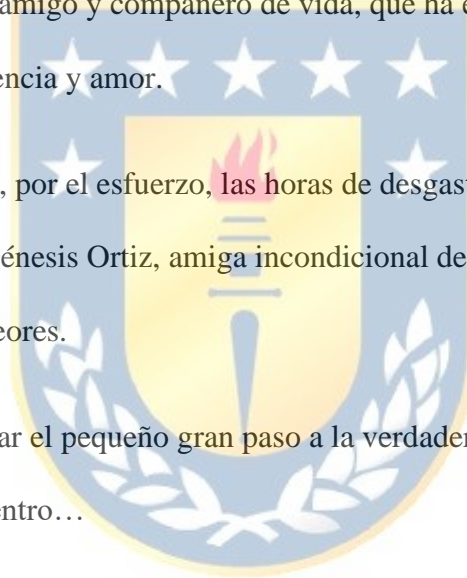 amigo y compañero de vida, que ha
encia y amor.
, por el esfuerzo, las horas de desgas
énesis Ortiz, amiga incondicional de
eores.
ar el pequeño gran paso a la verdader
entro…